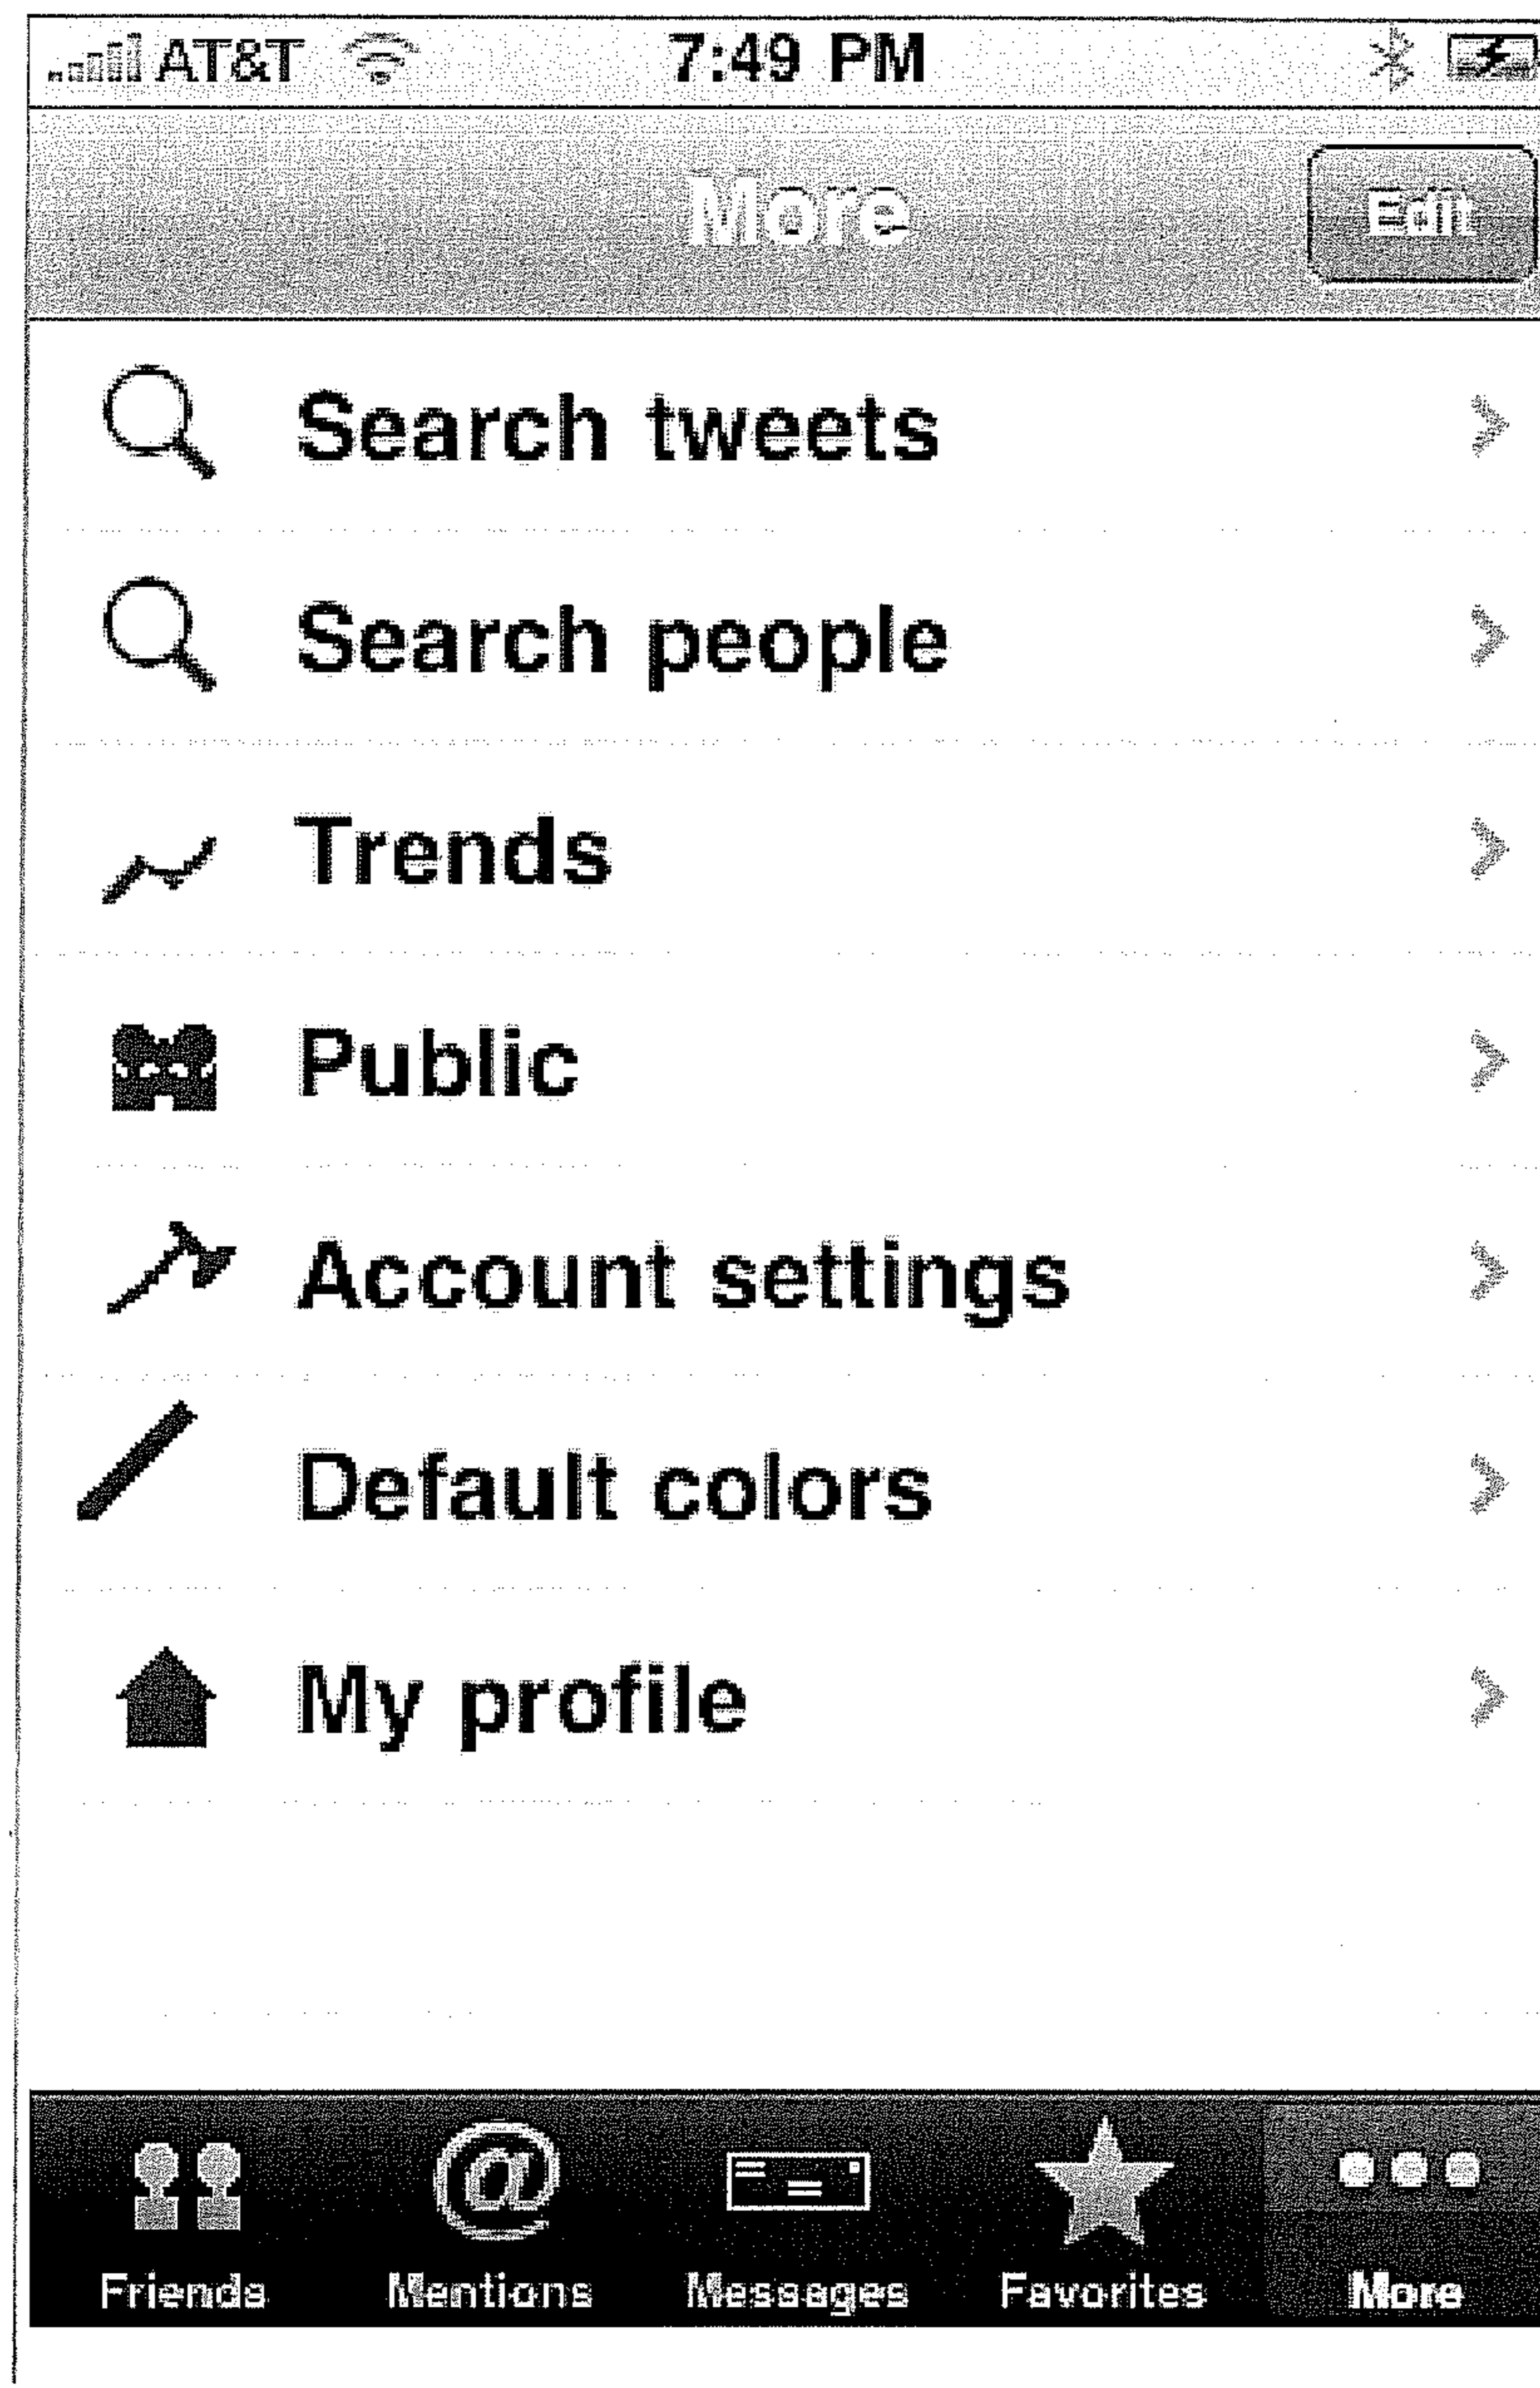 AT&T 7:49 PM
More Edit
Search tweets
Search people
Trends
Public
Account settings
Default colors
My profile
Friends Mentions Messages Favorites More